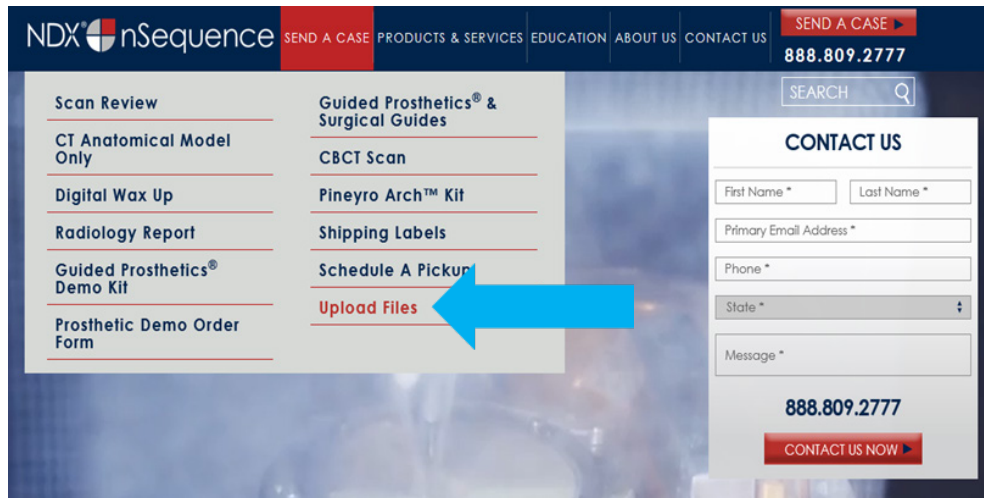 NDX® nSequence
SEND A CASE
PRODUCTS & SERVICES
EDUCATION
ABOUT US
CONTACT US
SEND A CASE
888.809.2777
SEARCH
Scan Review
CT Anatomical Model
Only
Digital Wax Up
Radiology Report
Guided Prosthetics®
Demo Kit
Prosthetic Demo Order
Form
Guided Prosthetics® &
Surgical Guides
CBCT Scan
Pineyro Arch™ Kit
Shipping Labels
Schedule A Pickup
Upload Files
CONTACT US
First Name *
Last Name *
Primary Email Address *
Phone *
State *
Message *
888.809.2777
CONTACT US NOW